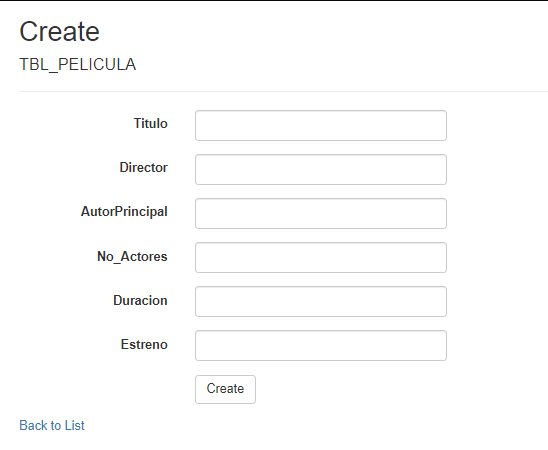 Create
TBL_PELICULA
Titulo
Director
AutorPrincipal
No_Actores
Duracion
Estreno
Create
Back to List